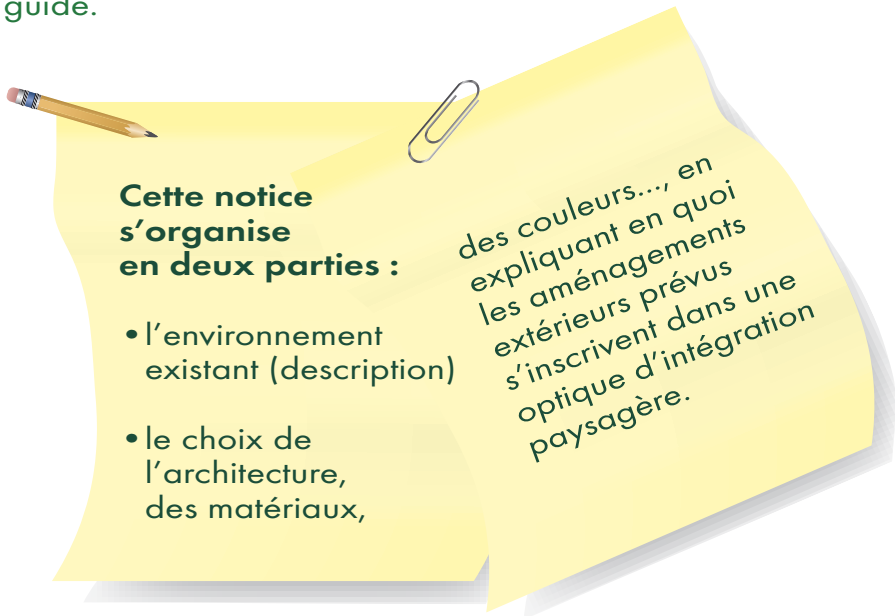 guide.
Cette notice
s’organise
en deux parties :
•l’environnement
existant (description)
•le choix de
l’architecture,
des matériaux,
des couleurs..., en
expliquant en quoi
les aménagements
extérieurs prévus
s’inscrivent dans une
optique d’intégration
paysagère.